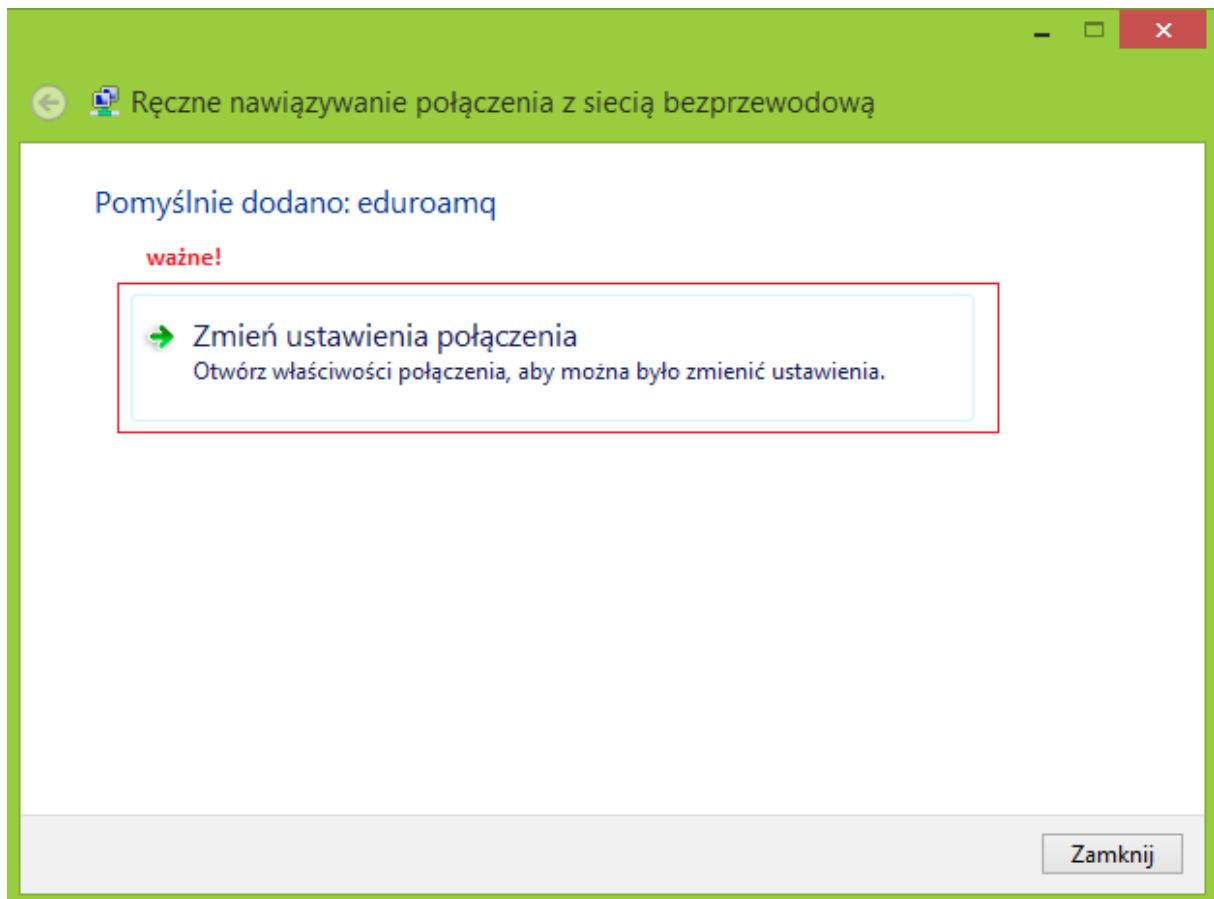 Ręczne nawiązywanie połączenia z siecią bezprzewodową
Pomyślnie dodano: eduroamq
ważne!
Zmień ustawienia połączenia
Otwórz właściwości połączenia, aby można było zmienić ustawienia.
Zamknij